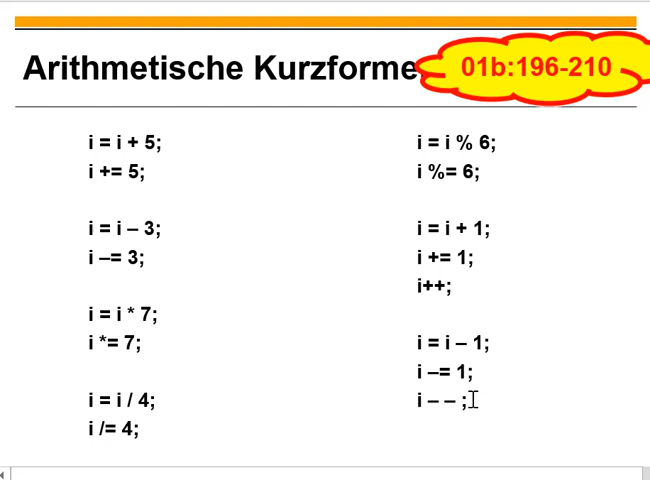 Arithmetische Kurzforme
01b:196-210
i = i + 5;
i += 5;
i = i – 3;
i –= 3;
i = i * 7;
i *= 7;
i = i / 4;
i /= 4;
i = i % 6;
i %= 6;
i = i + 1;
i += 1;
i++;
i = i – 1;
i –= 1;
i – – ;